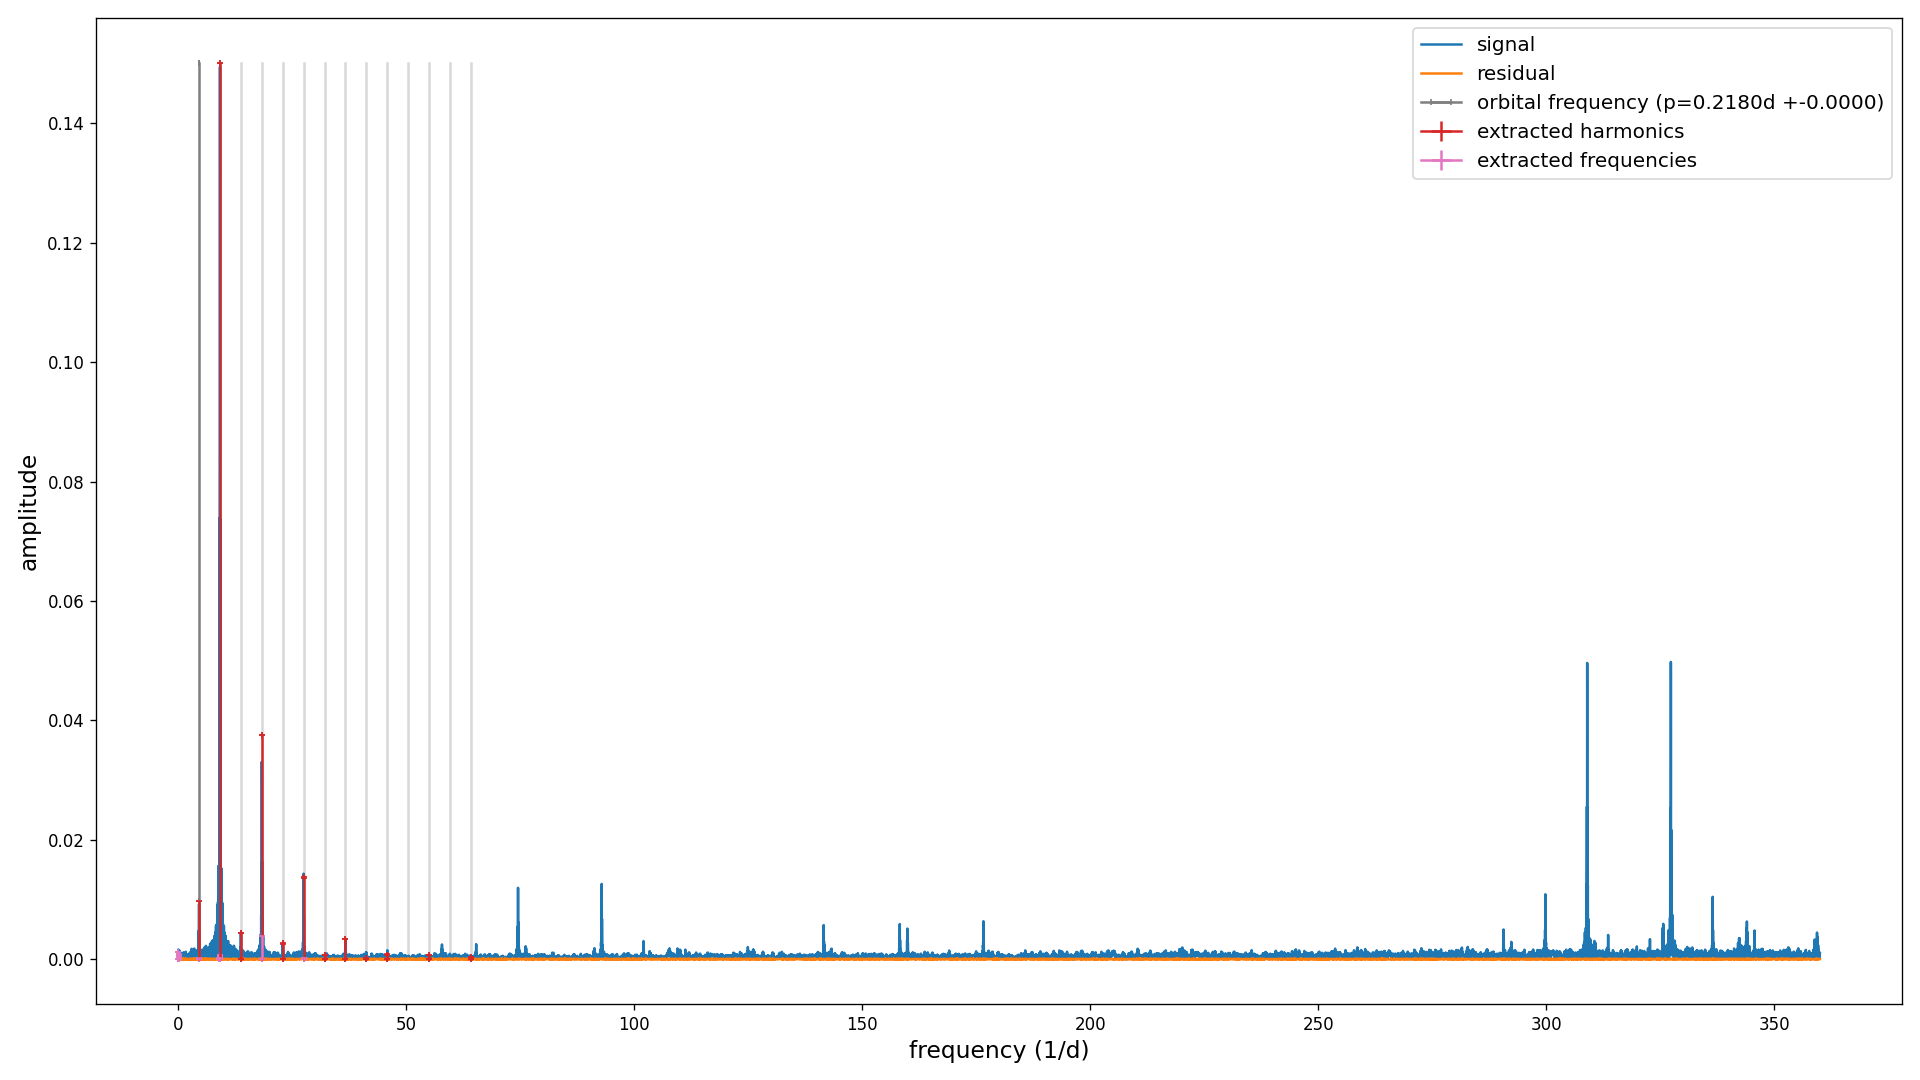 signal
residual
orbital frequency (p=0.2180d +-0.0000)
extracted harmonics
extracted frequencies
0.14
0.12
0.10
0.08
0.06
0.04
0.02
0.00
amplitude
0 50 100 150 200 250 300 350
frequency (1/d)